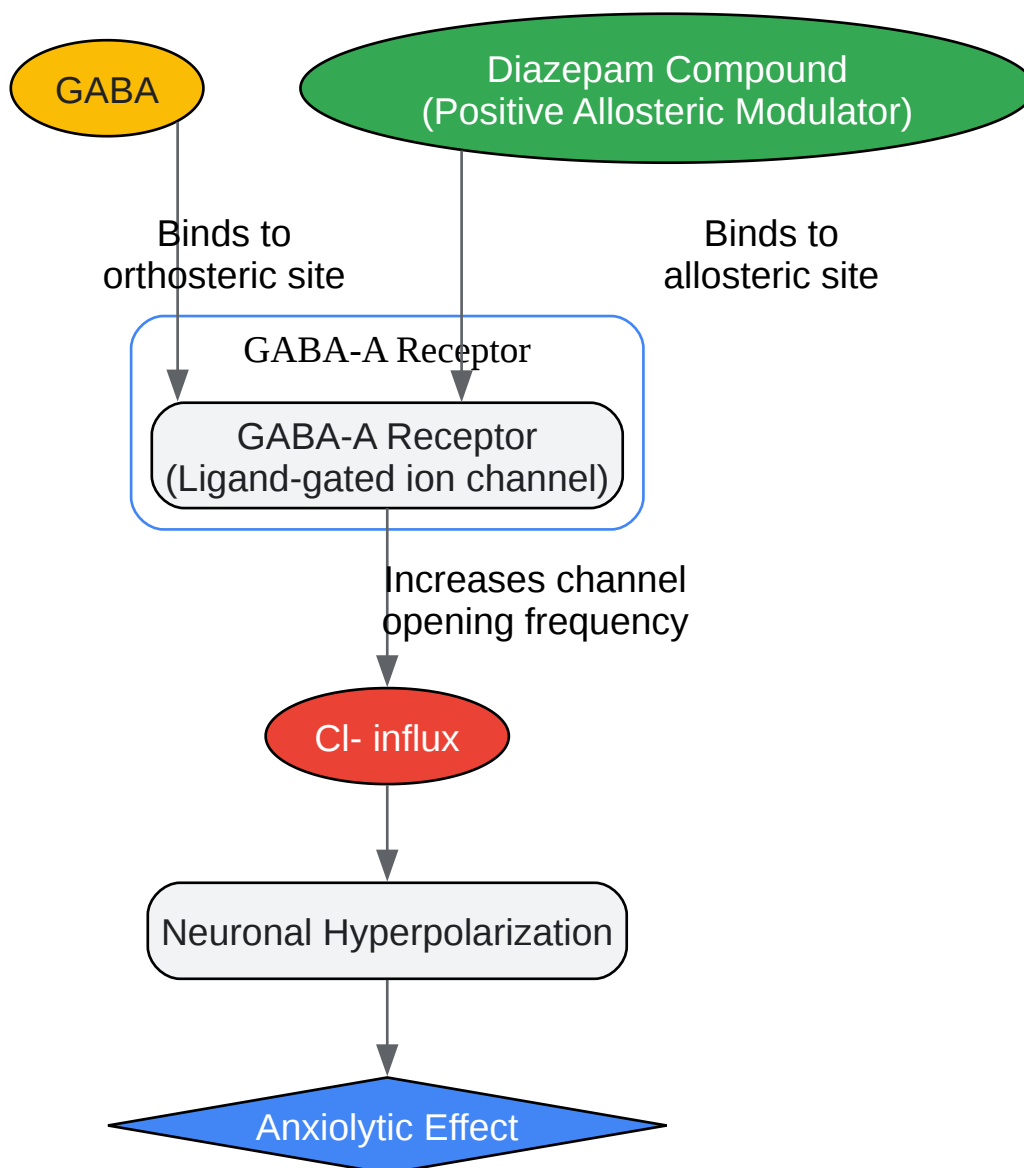 GABA
Diazepam Compound
(Positive Allosteric Modulator)
Binds to
orthosteric site
Binds to
allosteric site
GABA-A Receptor
GABA-A Receptor
(Ligand-gated ion channel)
Increases channel
opening frequency
Cl- influx
Neuronal Hyperpolarization
Anxiolytic Effect